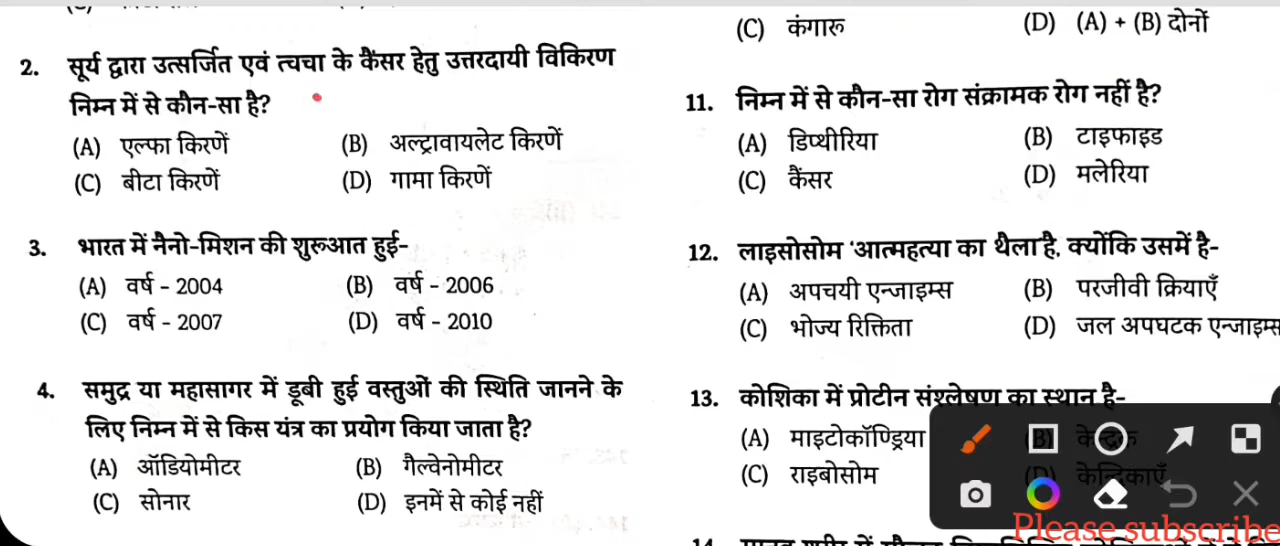 2. सूर्य द्वारा उत्सर्जित एवं त्चचा के कैंसर हेतु उत्तरदायी विकिरण
निम्न में से कौन-सा है?
(A) एल्फा किरणें (B) अल्ट्रावायलेट किरणें
(C) बीटा किरणें (D) गामा किरणें
3. भारत में नैनो-मिशन की शुरूआत हुई-
(A) वर्ष - 2004 (B) वर्ष - 2006
(C) वर्ष - 2007 (D) वर्ष - 2010
4. समुद्र या महासागर में डूबी हुई वस्तुओं की स्थिति जानने के
लिए निम्न में से किस यंत्र का प्रयोग किया जाता है?
(A) ऑडियोमीटर (B) गैल्वेनोमीटर
(C) सोनार (D) इनमें से कोई नहीं
(C) कंगारू (D) (A) + (B) दोनों
11. निम्न में से कौन-सा रोग संक्रामक रोग नहीं है?
(A) डिप्थीरिया (B) टाइफाइड
(C) कैंसर (D) मलेरिया
12. लाइसोसोम 'आत्महत्या का थैला है, क्योंकि उसमें है-
(A) अपचयी एन्जाइम्स (B) परजीवी क्रियाएँ
(C) भोज्य रिक्तिता (D) जल अपघटक एन्जाइम्स
13. कोशिका में प्रोटीन संश्लेषण का स्थान है-
(A) माइटोकॉण्ड्रिया (B) केन्द्रक
(C) राइबोसोम (D) केन्द्रिकाएँ
Please subscribe